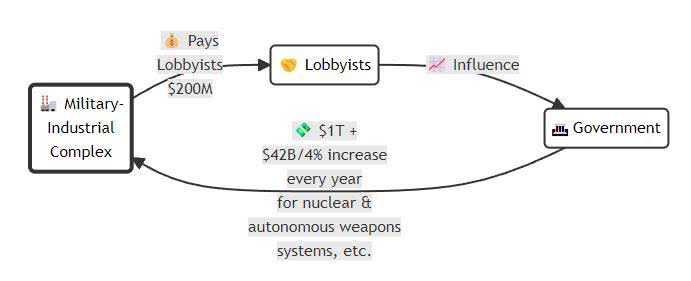 💰 Pays
Lobbyists
$200M
🤝 Lobbyists
📈 Influence
🏭 Military-
Industrial
Complex
🏛️ Government
💸 $1T +
$42B/4% increase
every year
for nuclear &
autonomous weapons
systems, etc.